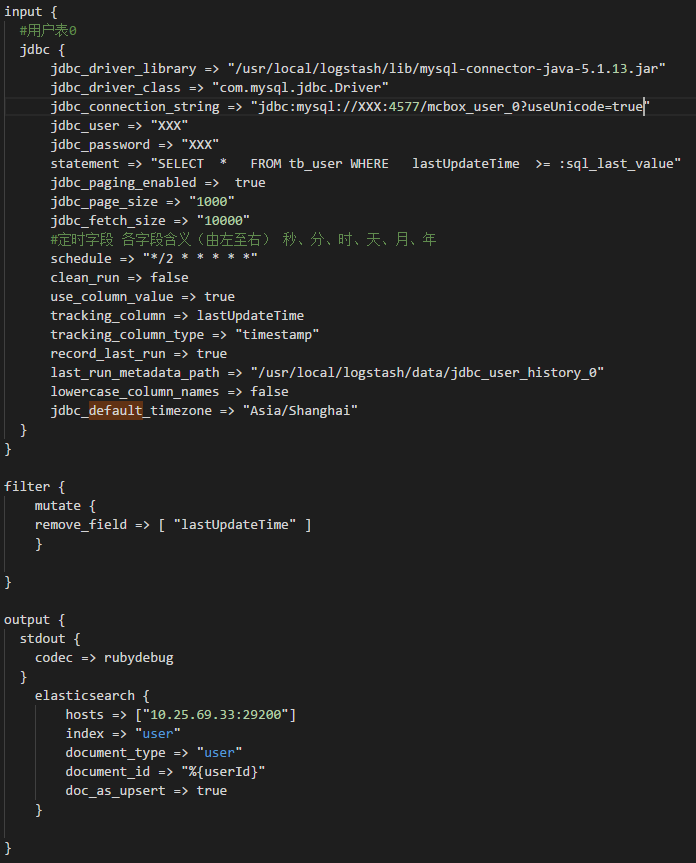 input {
  #用户表0
  jdbc {
      jdbc_driver_library => "/usr/local/logstash/lib/mysql-connector-java-5.1.13.jar"
      jdbc_driver_class => "com.mysql.jdbc.Driver"
      jdbc_connection_string => "jdbc:mysql://XXX:4577/mcbox_user_0?useUnicode=true"
      jdbc_user => "XXX"
      jdbc_password => "XXX"
      statement => "SELECT  *   FROM tb_user WHERE   lastUpdateTime  >= :sql_last_value"
      jdbc_paging_enabled =>  true
      jdbc_page_size => "1000"
      jdbc_fetch_size => "10000"
      #定时字段 各字段含义（由左至右） 秒、分、时、天、月、年
      schedule => "*/2 * * * * *"
      clean_run => false
      use_column_value => true
      tracking_column => lastUpdateTime
      tracking_column_type => "timestamp"
      record_last_run => true
      last_run_metadata_path => "/usr/local/logstash/data/jdbc_user_history_0"
      lowercase_column_names => false
      jdbc_default_timezone => "Asia/Shanghai"
  }
}
filter {
    mutate {
    remove_field => [ "lastUpdateTime" ]
    }
}
output {
  stdout {
    codec => rubydebug
  }
    elasticsearch {
        hosts => ["10.25.69.33:29200"]
        index => "user"
        document_type => "user"
        document_id => "%{userId}"
        doc_as_upsert => true
    }
}